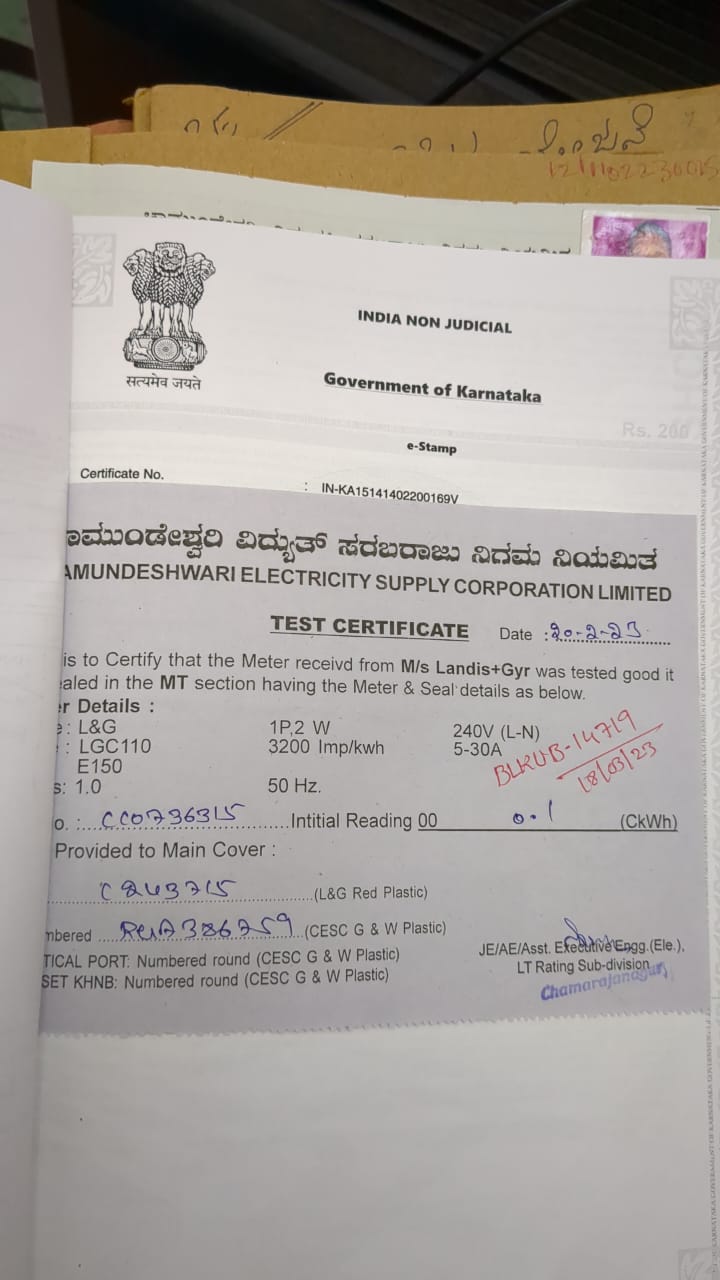 12/1102230015
INDIA NON JUDICIAL
सत्यमेव जयते
Government of Karnataka
Rs. 200
e-Stamp
Certificate No. : IN-KA15141402200169V
ಾಮುಂಡೇಶ್ವರಿ ವಿದ್ಯುತ್ ಸರಬರಾಜು ನಿಗಮ ನಿಯಮಿತ
AMUNDESHWARI ELECTRICITY SUPPLY CORPORATION LIMITED
TEST CERTIFICATE Date : 20-2-23
is to Certify that the Meter receivd from M/s Landis+Gyr was tested good it
ealed in the MT section having the Meter & Seal details as below.
er Details :
e : L&G 1P,2 W 240V (L-N)
: LGC110 3200 Imp/kwh 5-30A
E150
BLKUB-14719
18/03/23
s: 1.0 50 Hz.
o. : CC0736315 Intitial Reading 00 0.1 (CkWh)
Provided to Main Cover :
C243715 (L&G Red Plastic)
mbered (CESC G & W Plastic)
TICAL PORT: Numbered round (CESC G & W Plastic)
SET KHNB: Numbered round (CESC G & W Plastic)
JE/AE/Asst. Executive Engg.(Ele.),
LT Rating Sub-division
Chamarajanagar